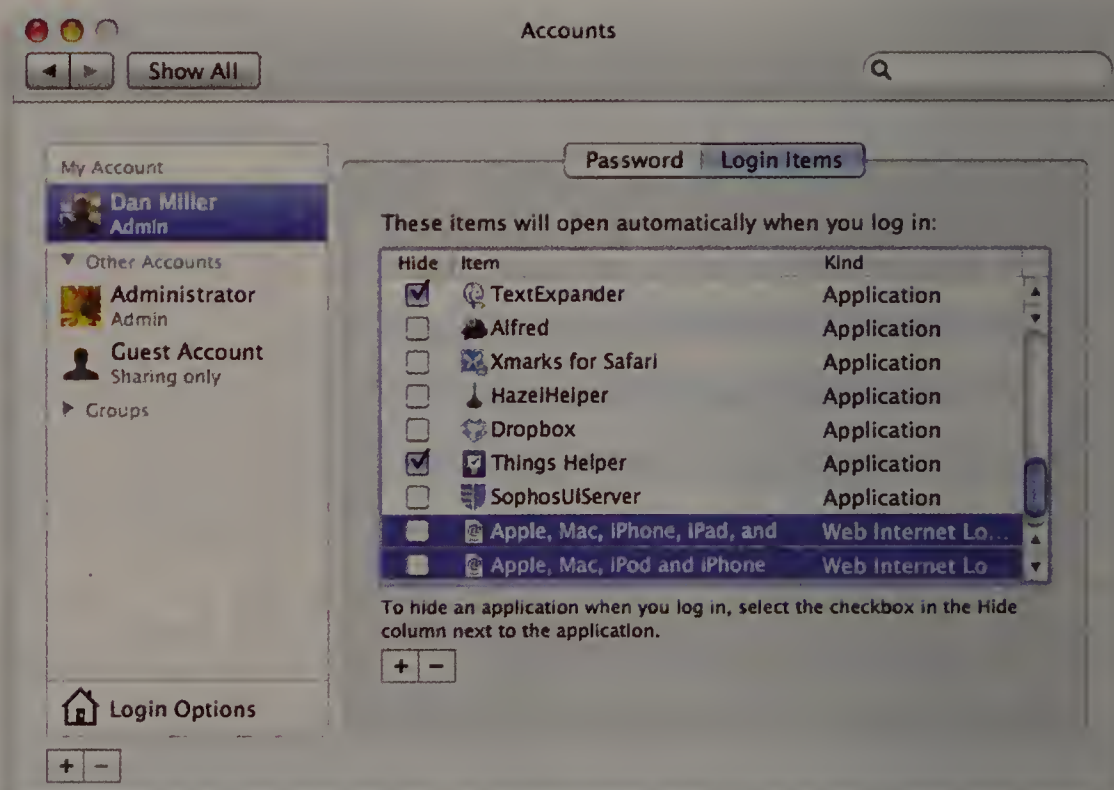 Accounts
Show All
My Account
Dan Miller
Admin
Other Accounts
Administrator
Admin
Guest Account
Sharing only
Groups
Login Options
Password Login Items
These items will open automatically when you log in:
Hide Item Kind
TextExpander Application
Alfred Application
Xmarks for Safari Application
HazelHelper Application
Dropbox Application
Things Helper Application
SophosUIServer Application
Apple, Mac, iPhone, iPad, and Web Internet Lo...
Apple, Mac, iPod and iPhone Web Internet Lo
To hide an application when you log in, select the checkbox in the Hide
column next to the application.